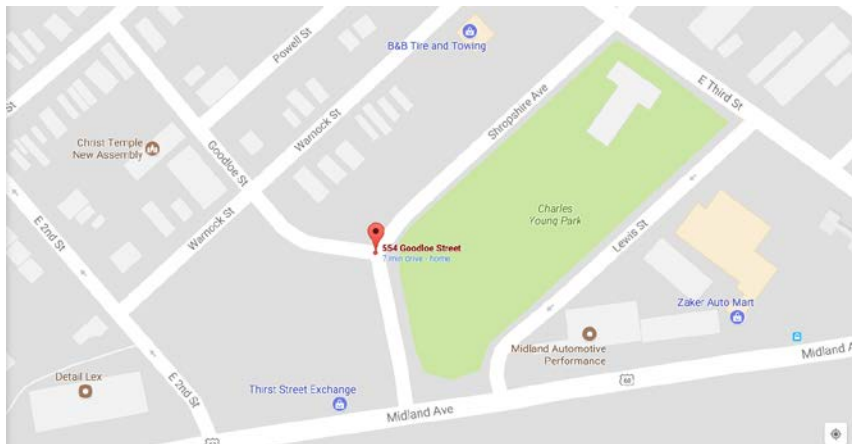 Powell St
B&B Tire and Towing
E Third St
St
Christ Temple
New Assembly
Goodloe St
Warnock St
Shropshire Ave
Charles
Young Park
E 2nd St
Warnock St
554 Goodloe Street
7 min drive - home
Lewis St
Zaker Auto Mart
Midland Automotive
Performance
Midland A
Detail Lex
E 2nd St
Thirst Street Exchange
Midland Ave
68